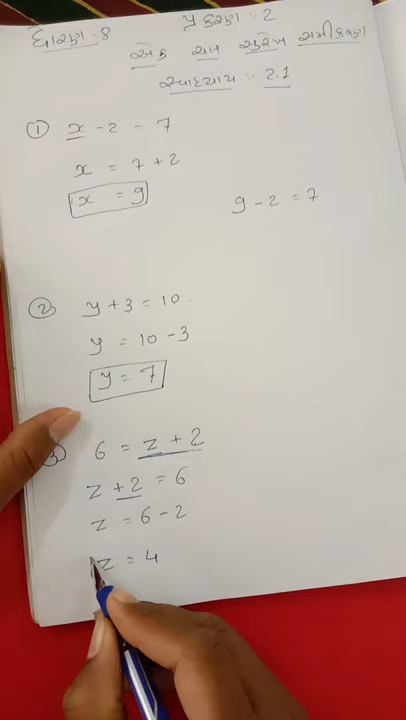 ધોરણ - 8
પ્રકરણ :- 2
એક ચલ સુરેખ સમીકરણ
સ્વાધ્યાય :- 2.1
① x - 2 = 7
x = 7 + 2
x = 9
9 - 2 = 7
② y + 3 = 10
y = 10 - 3
y = 7
③ 6 = z + 2
z + 2 = 6
z = 6 - 2
z = 4